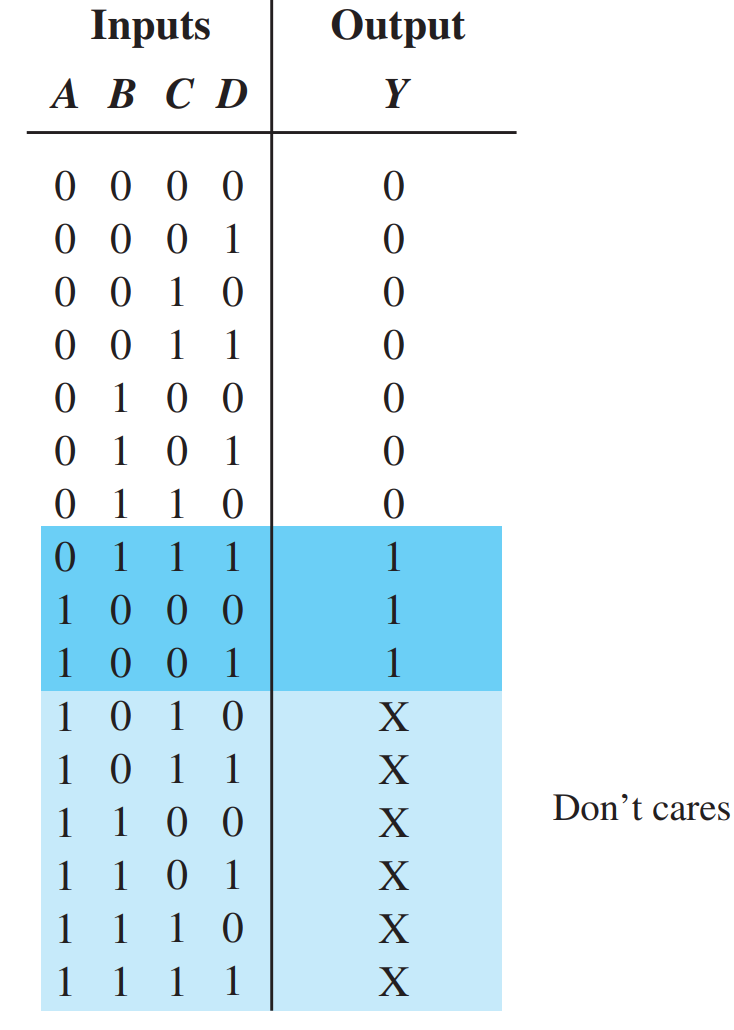 Inputs Output
A B C D Y
0 0 0 0 0
0 0 0 1 0
0 0 1 0 0
0 0 1 1 0
0 1 0 0 0
0 1 0 1 0
0 1 1 0 0
0 1 1 1 1
1 0 0 0 1
1 0 0 1 1
1 0 1 0 X
1 0 1 1 X
Don’t cares
1 1 0 0 X
1 1 0 1 X
1 1 1 0 X
1 1 1 1 X